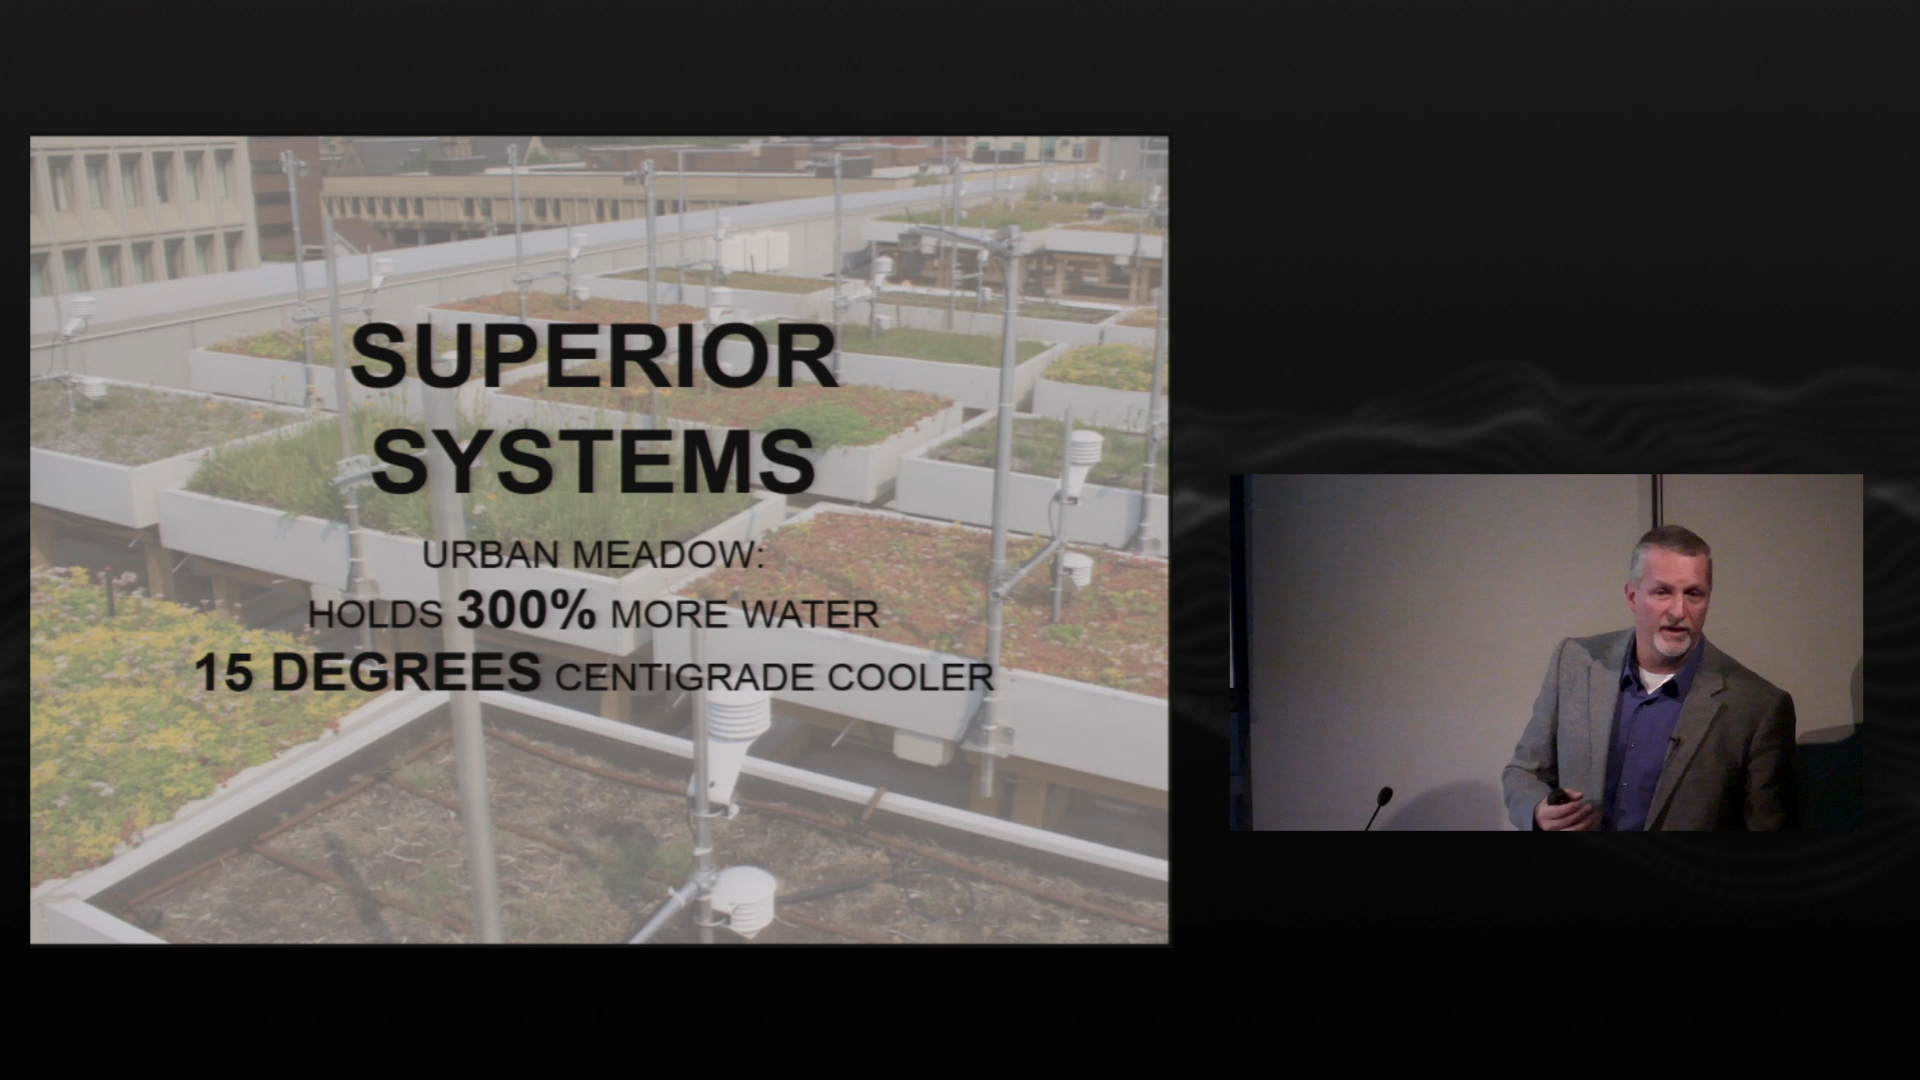 SUPERIOR
SYSTEMS
URBAN MEADOW:
HOLDS 300% MORE WATER
15 DEGREES CENTIGRADE COOLER